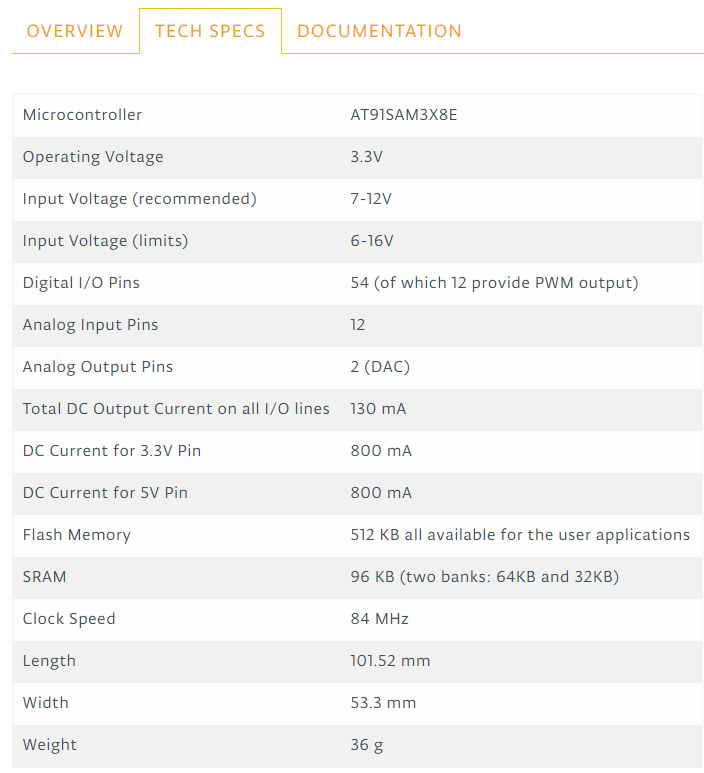 OVERVIEW TECH SPECS DOCUMENTATION
Microcontroller AT91SAM3X8E
Operating Voltage 3.3V
Input Voltage (recommended) 7-12V
Input Voltage (limits) 6-16V
Digital I/O Pins 54 (of which 12 provide PWM output)
Analog Input Pins 12
Analog Output Pins 2 (DAC)
Total DC Output Current on all I/O lines 130 mA
DC Current for 3.3V Pin 800 mA
DC Current for 5V Pin 800 mA
Flash Memory 512 KB all available for the user applications
SRAM 96 KB (two banks: 64KB and 32KB)
Clock Speed 84 MHz
Length 101.52 mm
Width 53.3 mm
Weight 36 g